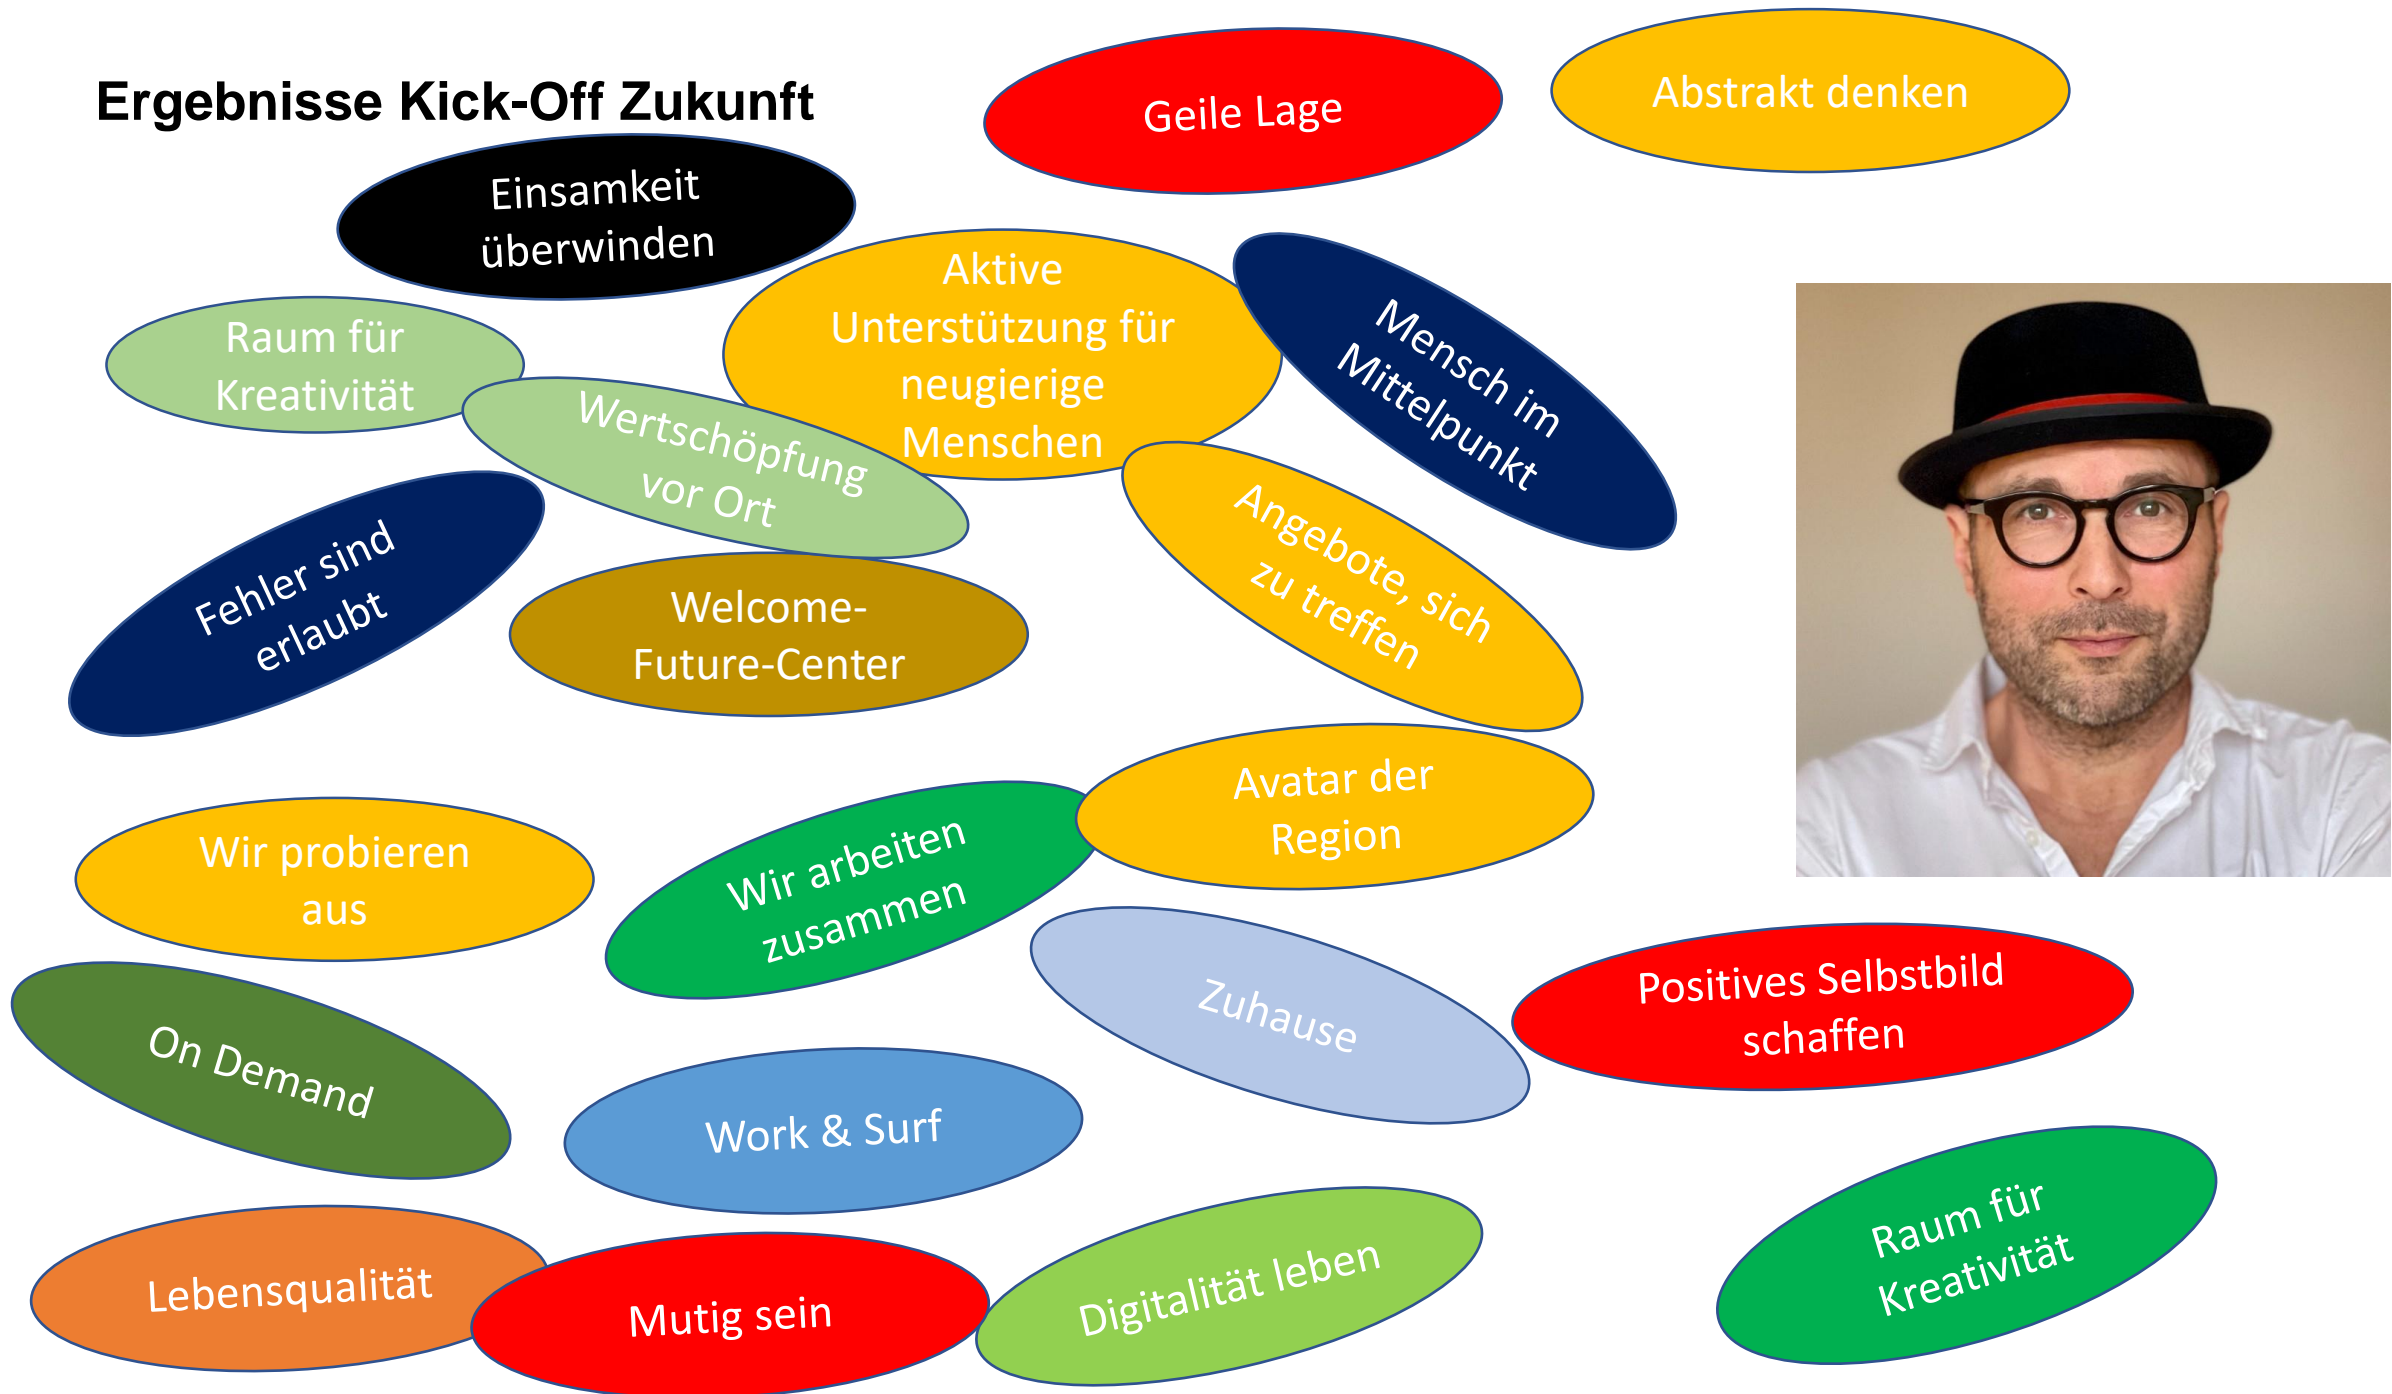 Ergebnisse Kick-Off Zukunft
Geile Lage
Abstrakt denken
Einsamkeit
überwinden
Aktive
Unterstützung für
neugierige
Menschen
Mensch im
Mittelpunkt
Raum für
Kreativität
Wertschöpfung
vor Ort
Angebote, sich
zu treffen
Fehler sind
erlaubt
Welcome-
Future-Center
Avatar der
Region
Wir probieren
aus
Wir arbeiten
zusammen
Zuhause
Positives Selbstbild
schaffen
On Demand
Work & Surf
Raum für
Kreativität
Lebensqualität
Mutig sein
Digitalität leben